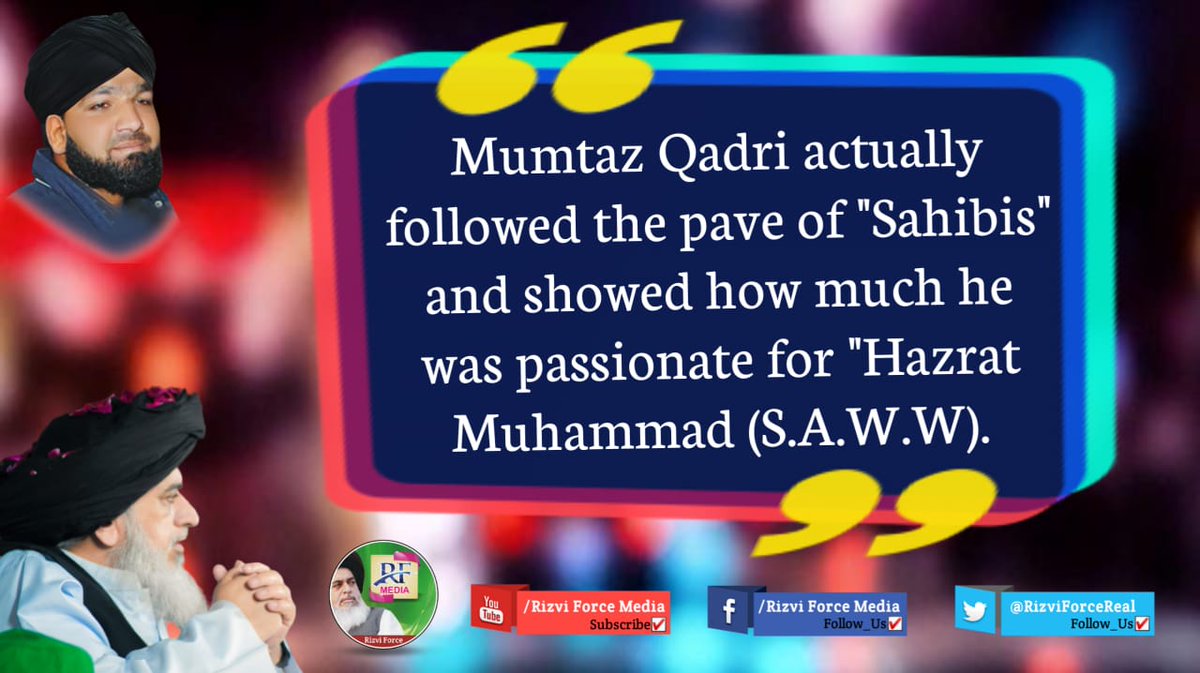 Mumtaz Qadri actually
followed the pave of "Sahibis"
and showed how much he
was passionate for "Hazrat
Muhammad (S.A.W.W).
RF
MEDIA
Rizvi Force
You
Tube
/Rizvi Force Media
Subscribe
f
/Rizvi Force Media
Follow_Us
@RizviForceReal
Follow_Us